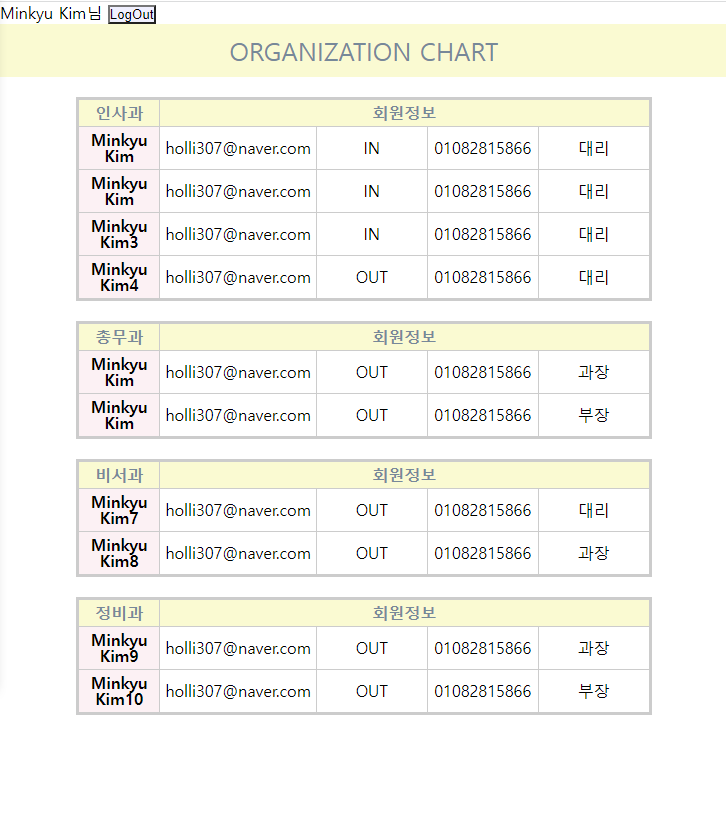 Minkyu Kim님 LogOut
ORGANIZATION CHART
인사과 회원정보
Minkyu Kim holli307@naver.com IN 01082815866 대리
Minkyu Kim holli307@naver.com IN 01082815866 대리
Minkyu Kim3 holli307@naver.com IN 01082815866 대리
Minkyu Kim4 holli307@naver.com OUT 01082815866 대리
총무과 회원정보
Minkyu Kim holli307@naver.com OUT 01082815866 과장
Minkyu Kim holli307@naver.com OUT 01082815866 부장
비서과 회원정보
Minkyu Kim7 holli307@naver.com OUT 01082815866 대리
Minkyu Kim8 holli307@naver.com OUT 01082815866 과장
정비과 회원정보
Minkyu Kim9 holli307@naver.com OUT 01082815866 과장
Minkyu Kim10 holli307@naver.com OUT 01082815866 부장